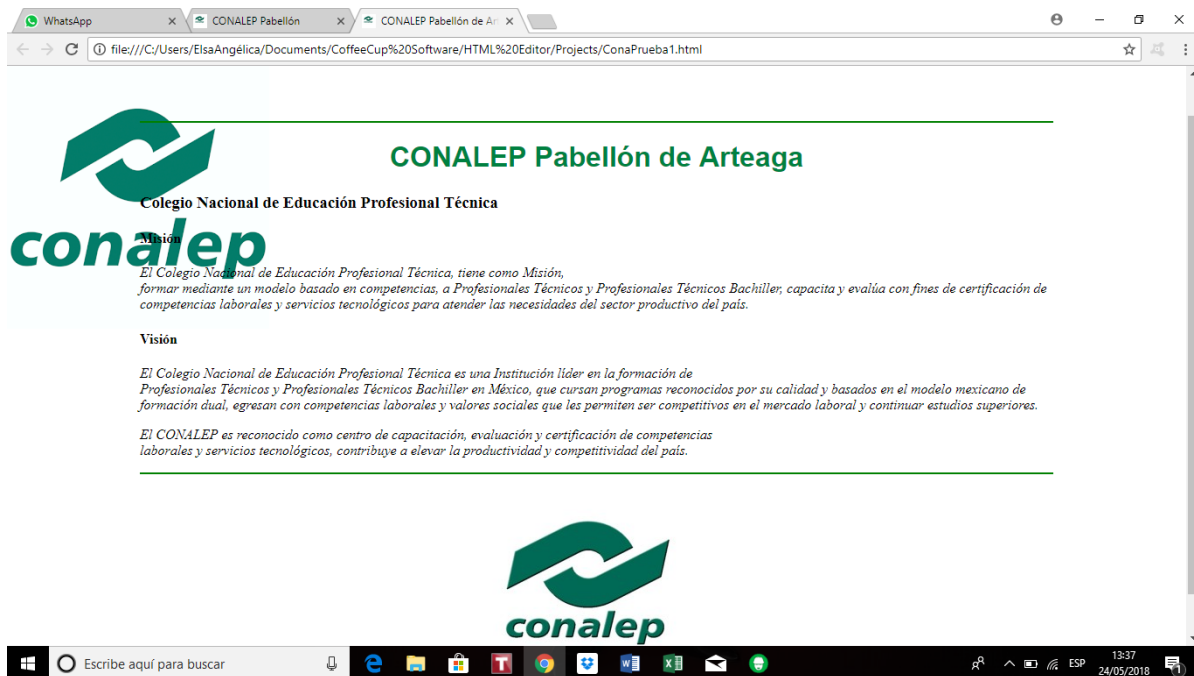 WhatsApp
CONALEP Pabellón
CONALEP Pabellón de Ar
file:///C:/Users/ElsaAngélica/Documents/CoffeeCup%20Software/HTML%20Editor/Projects/ConaPrueba1.html
CONALEP Pabellón de Arteaga
Colegio Nacional de Educación Profesional Técnica
conalep
Misión
El Colegio Nacional de Educación Profesional Técnica, tiene como Misión,
formar mediante un modelo basado en competencias, a Profesionales Técnicos y Profesionales Técnicos Bachiller, capacita y evalúa con fines de certificación de
competencias laborales y servicios tecnológicos para atender las necesidades del sector productivo del país.
Visión
El Colegio Nacional de Educación Profesional Técnica es una Institución líder en la formación de
Profesionales Técnicos y Profesionales Técnicos Bachiller en México, que cursan programas reconocidos por su calidad y basados en el modelo mexicano de
formación dual, egresan con competencias laborales y valores sociales que les permiten ser competitivos en el mercado laboral y continuar estudios superiores.
El CONALEP es reconocido como centro de capacitación, evaluación y certificación de competencias
laborales y servicios tecnológicos, contribuye a elevar la productividad y competitividad del país.
conalep
Escribe aquí para buscar
ESP
13:37
24/05/2018